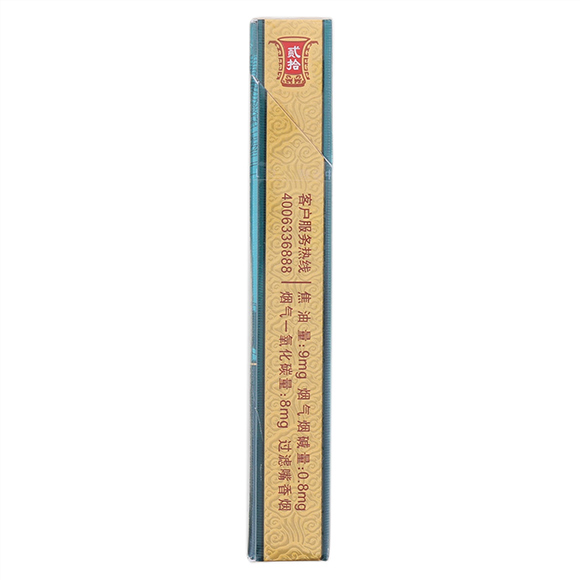 贰拾
客户服务热线
4006336888
焦油量:9mg 烟气烟碱量:0.8mg
烟气一氧化碳量:8mg 过滤嘴香烟